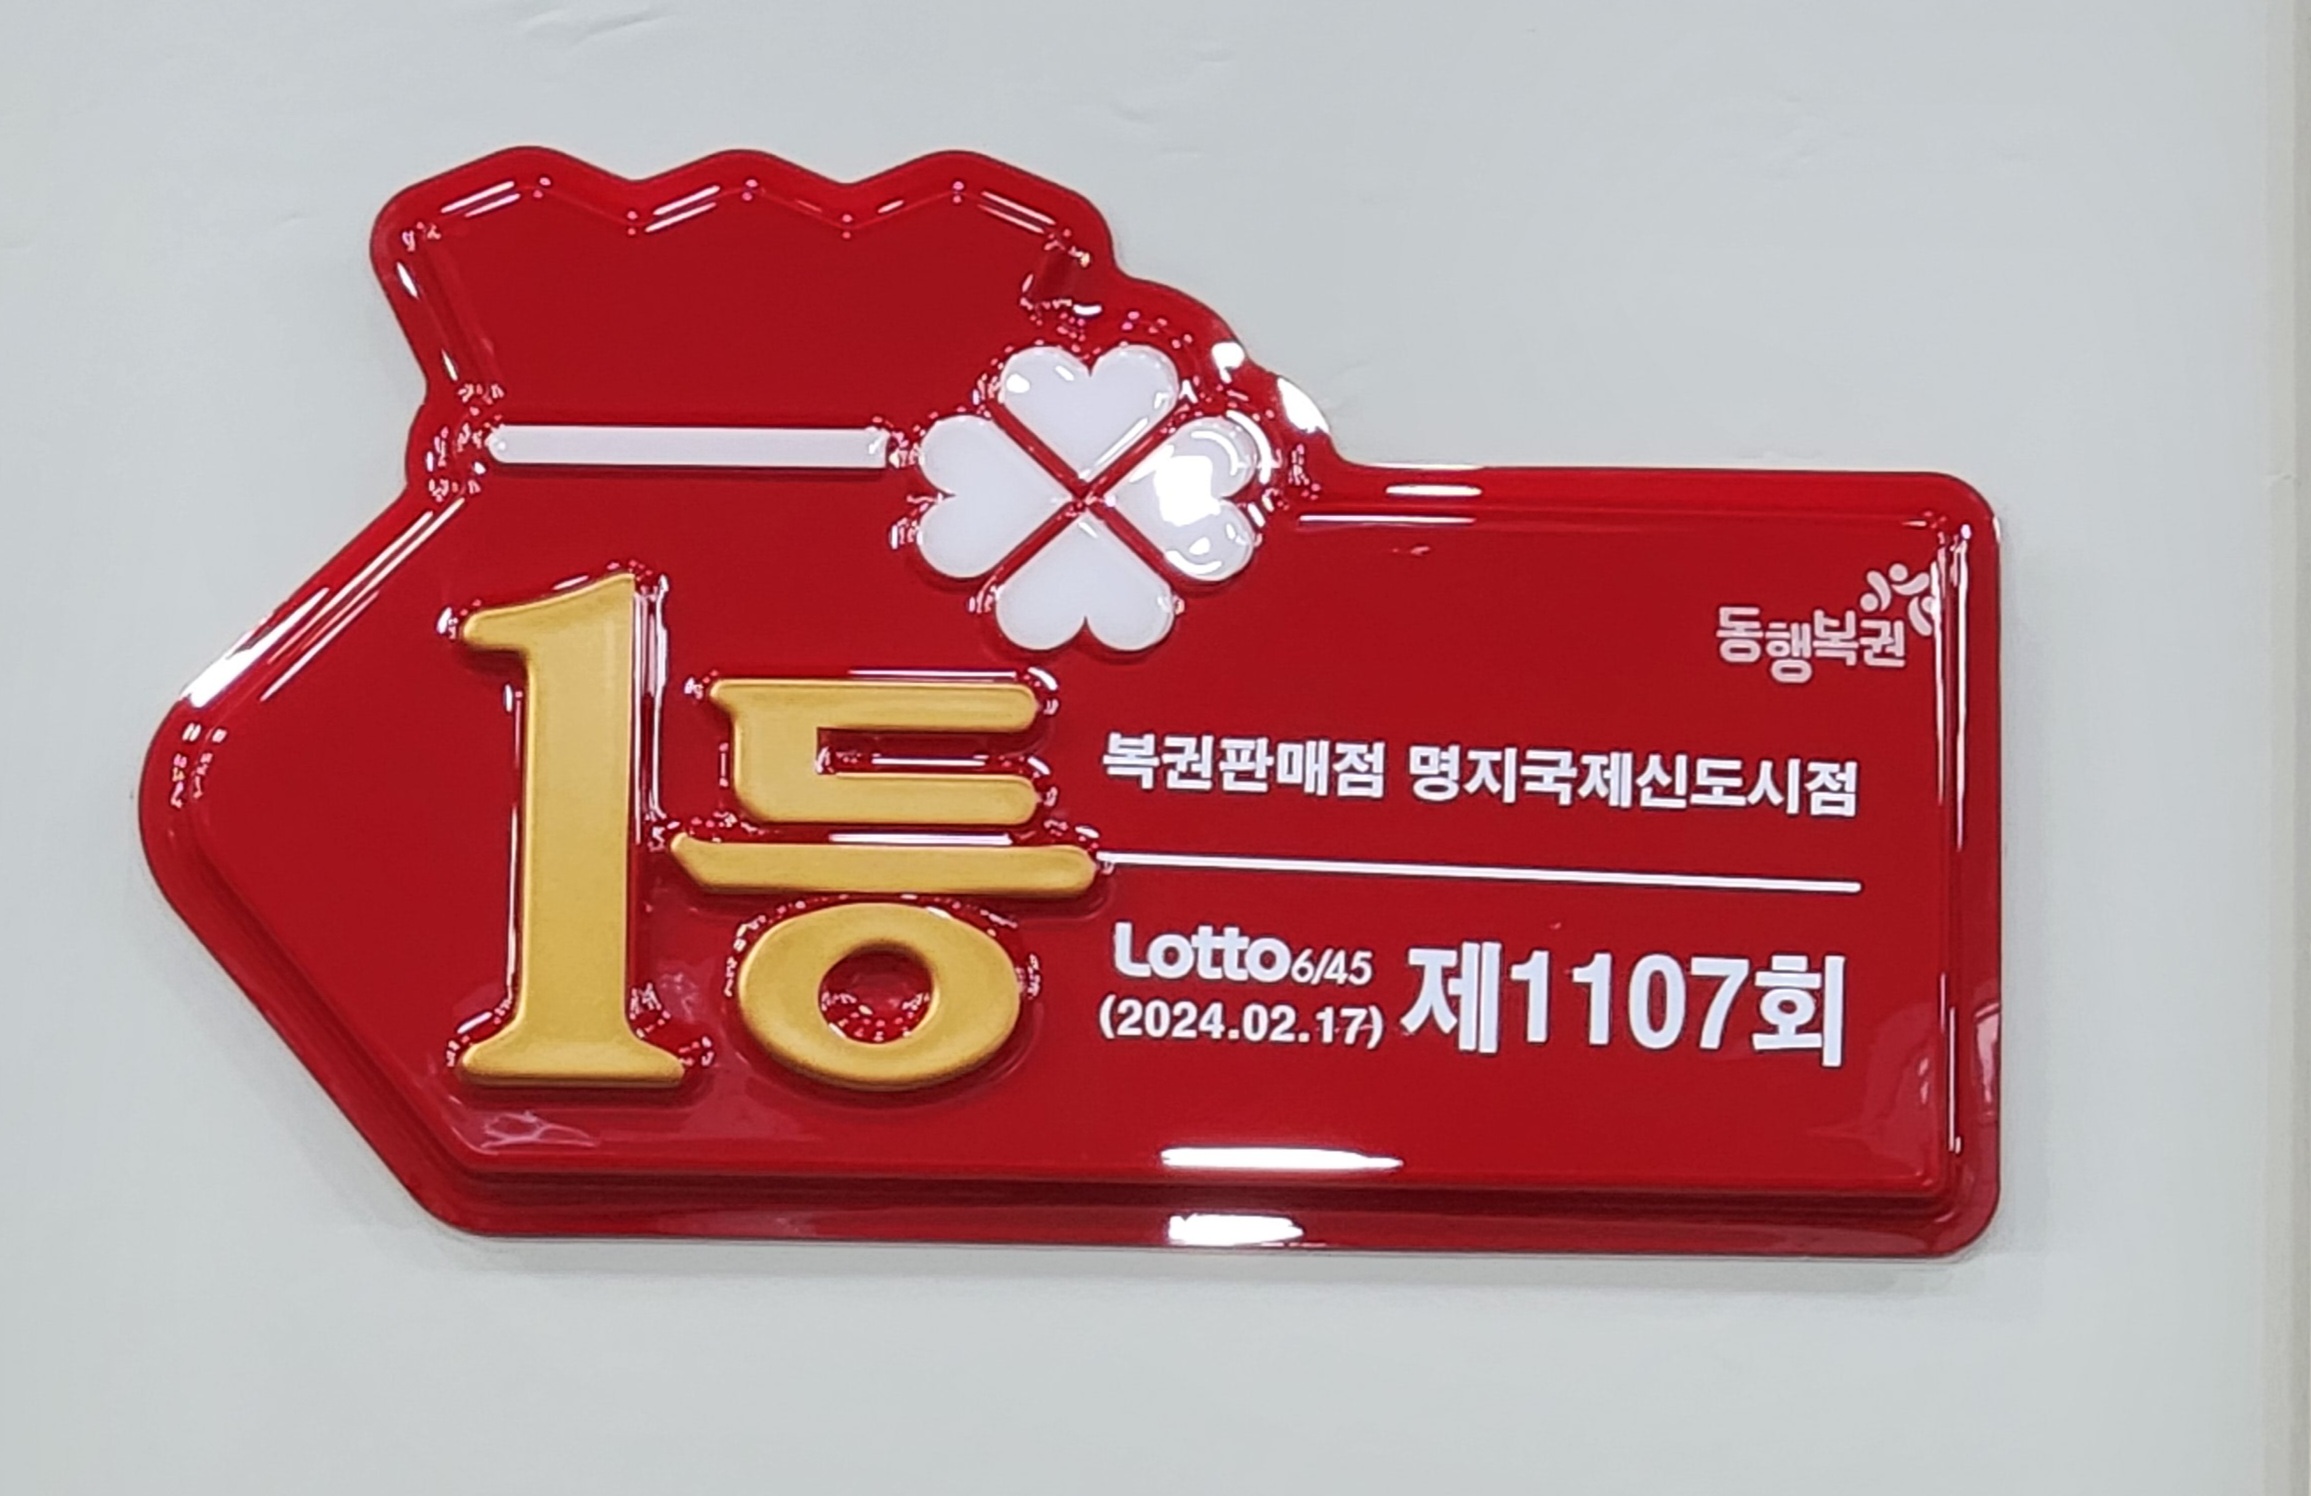 동행복권
1등
복권판매점 명지국제신도시점
Lotto6/45
(2024.02.17)
제1107회